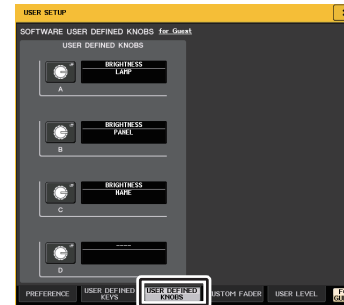 USER SETUP
SOFTWARE USER DEFINED KNOBS for Guest
USER DEFINED KNOBS
BRIGHTNESS
LAMP
A
BRIGHTNESS
PANEL
B
BRIGHTNESS
NAME
C
----
D
PREFERENCE
USER DEFINED
KEYS
USER DEFINED
KNOBS
USTOM FADER
USER LEVEL